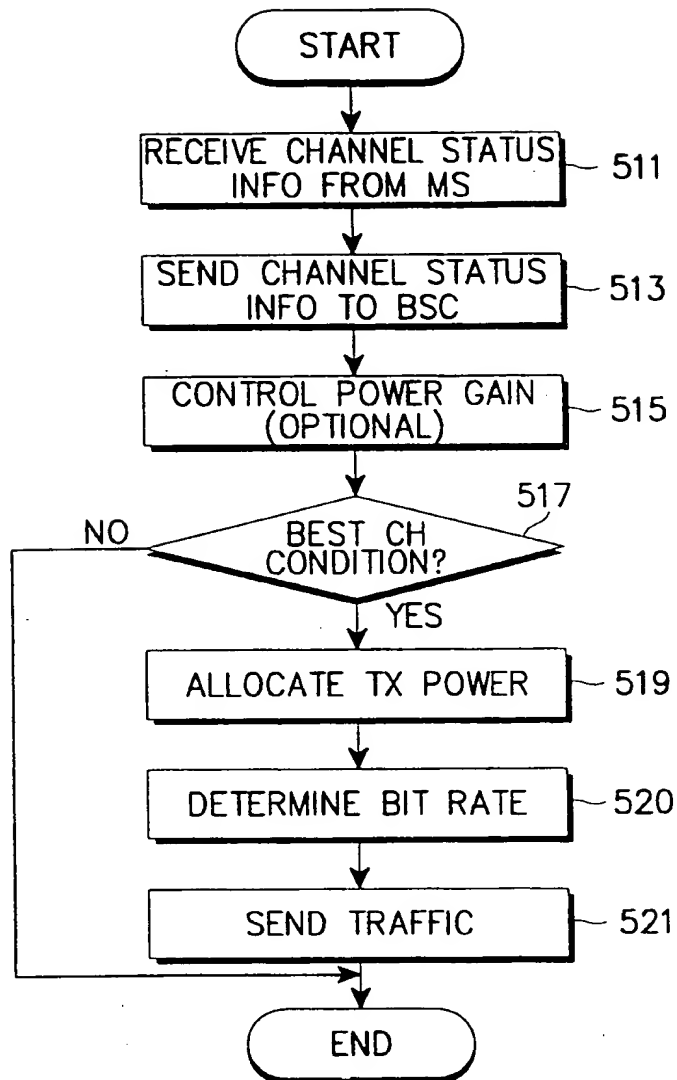 START
RECEIVE CHANNEL STATUS
INFO FROM MS
511
SEND CHANNEL STATUS
INFO TO BSC
513
CONTROL POWER GAIN
(OPTIONAL)
515
517
NO
BEST CH
CONDITION?
YES
ALLOCATE TX POWER
519
DETERMINE BIT RATE
520
SEND TRAFFIC
521
END